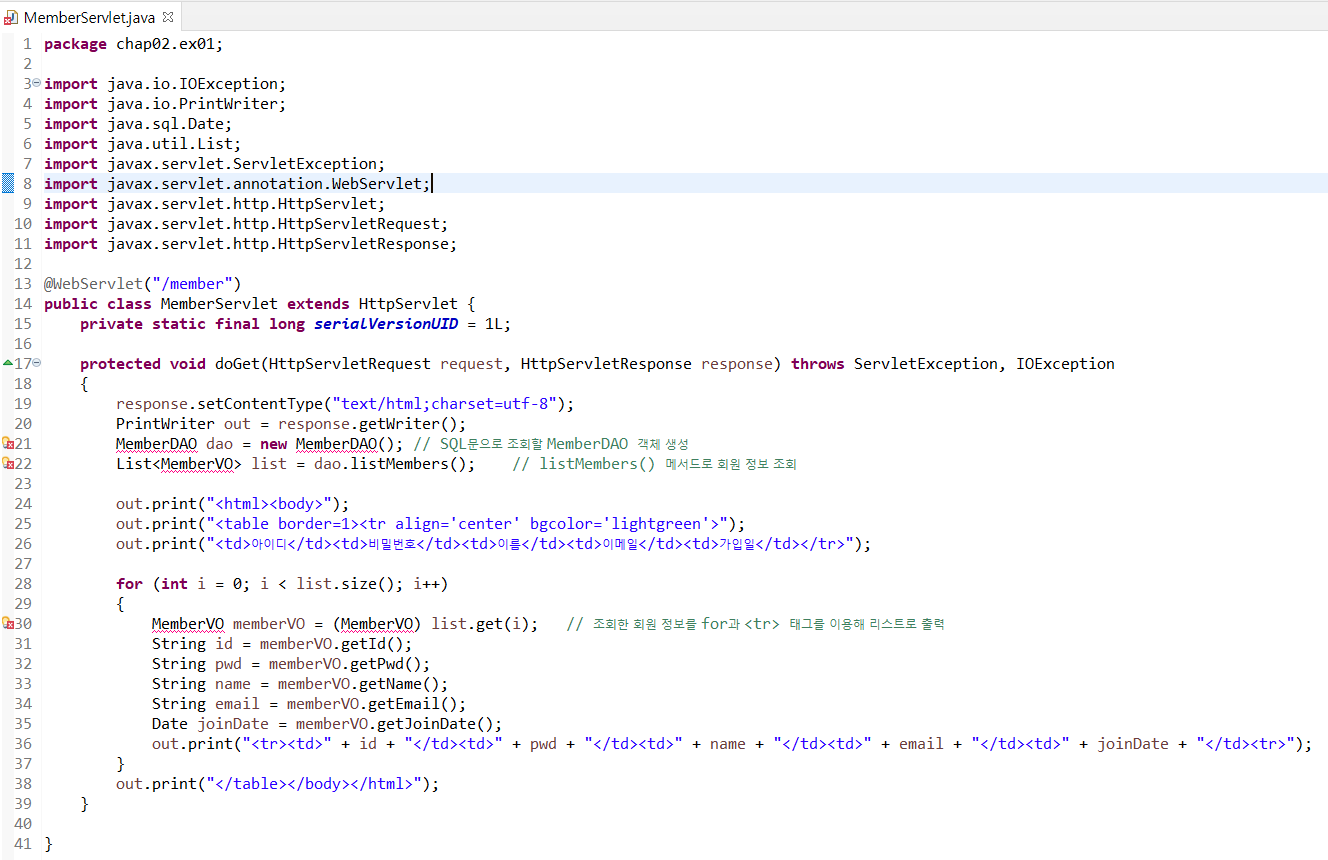 MemberServlet.java
1 package chap02.ex01;
2
3 import java.io.IOException;
4 import java.io.PrintWriter;
5 import java.sql.Date;
6 import java.util.List;
7 import javax.servlet.ServletException;
8 import javax.servlet.annotation.WebServlet;
9 import javax.servlet.http.HttpServlet;
10 import javax.servlet.http.HttpServletRequest;
11 import javax.servlet.http.HttpServletResponse;
12
13 @WebServlet("/member")
14 public class MemberServlet extends HttpServlet {
15     private static final long serialVersionUID = 1L;
16
17     protected void doGet(HttpServletRequest request, HttpServletResponse response) throws ServletException, IOException
18     {
19         response.setContentType("text/html;charset=utf-8");
20         PrintWriter out = response.getWriter();
21         MemberDAO dao = new MemberDAO(); // SQL문으로 조회할 MemberDAO 객체 생성
22         List<MemberVO> list = dao.listMembers();    // listMembers() 메서드로 회원 정보 조회
23
24         out.print("<html><body>");
25         out.print("<table border=1><tr align='center' bgcolor='lightgreen'>");
26         out.print("<td>아이디</td><td>비밀번호</td><td>이름</td><td>이메일</td><td>가입일</td></tr>");
27
28         for (int i = 0; i < list.size(); i++)
29         {
30             MemberVO memberVO = (MemberVO) list.get(i);   // 조회한 회원 정보를 for과 <tr> 태그를 이용해 리스트로 출력
31             String id = memberVO.getId();
32             String pwd = memberVO.getPwd();
33             String name = memberVO.getName();
34             String email = memberVO.getEmail();
35             Date joinDate = memberVO.getJoinDate();
36             out.print("<tr><td>" + id + "</td><td>" + pwd + "</td><td>" + name + "</td><td>" + email + "</td><td>" + joinDate + "</td><tr>");
37         }
38         out.print("</table></body></html>");
39     }
40
41 }